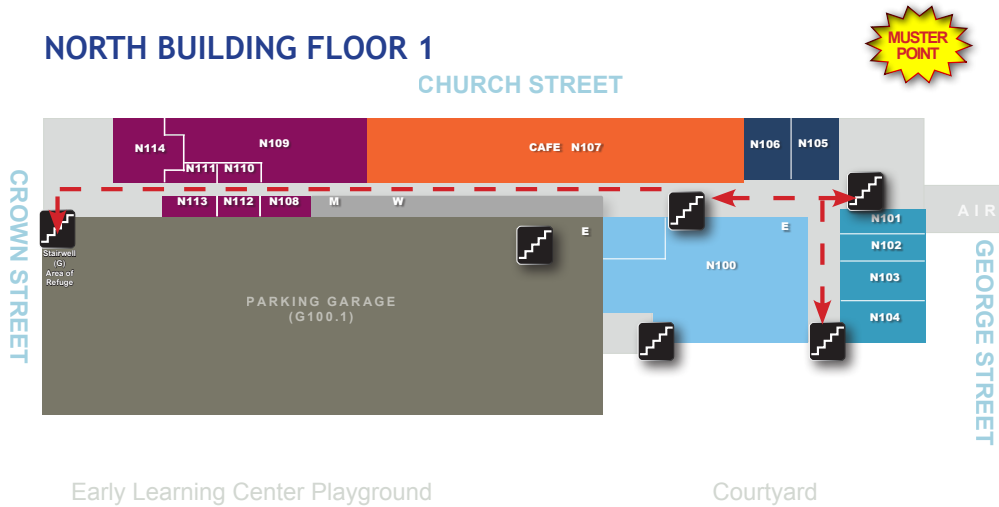 NORTH BUILDING FLOOR 1
MUSTER
POINT
CHURCH STREET
CROWN STREET
N114
N109
N111
N110
CAFE N107
N106
N105
N113
N112
N108
M
W
E
E
N100
N101
N102
N103
N104
AIR
GEORGE STREET
Stairwell
(G)
Area of
Refuge
PARKING GARAGE
(G100.1)
Early Learning Center Playground
Courtyard